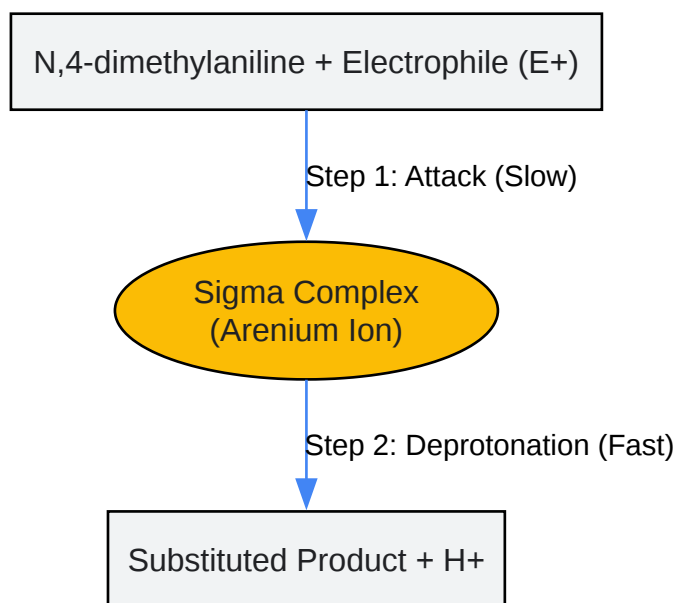 N,4-dimethylaniline + Electrophile (E+)
Step 1: Attack (Slow)
Sigma Complex
(Arenium Ion)
Step 2: Deprotonation (Fast)
Substituted Product + H+